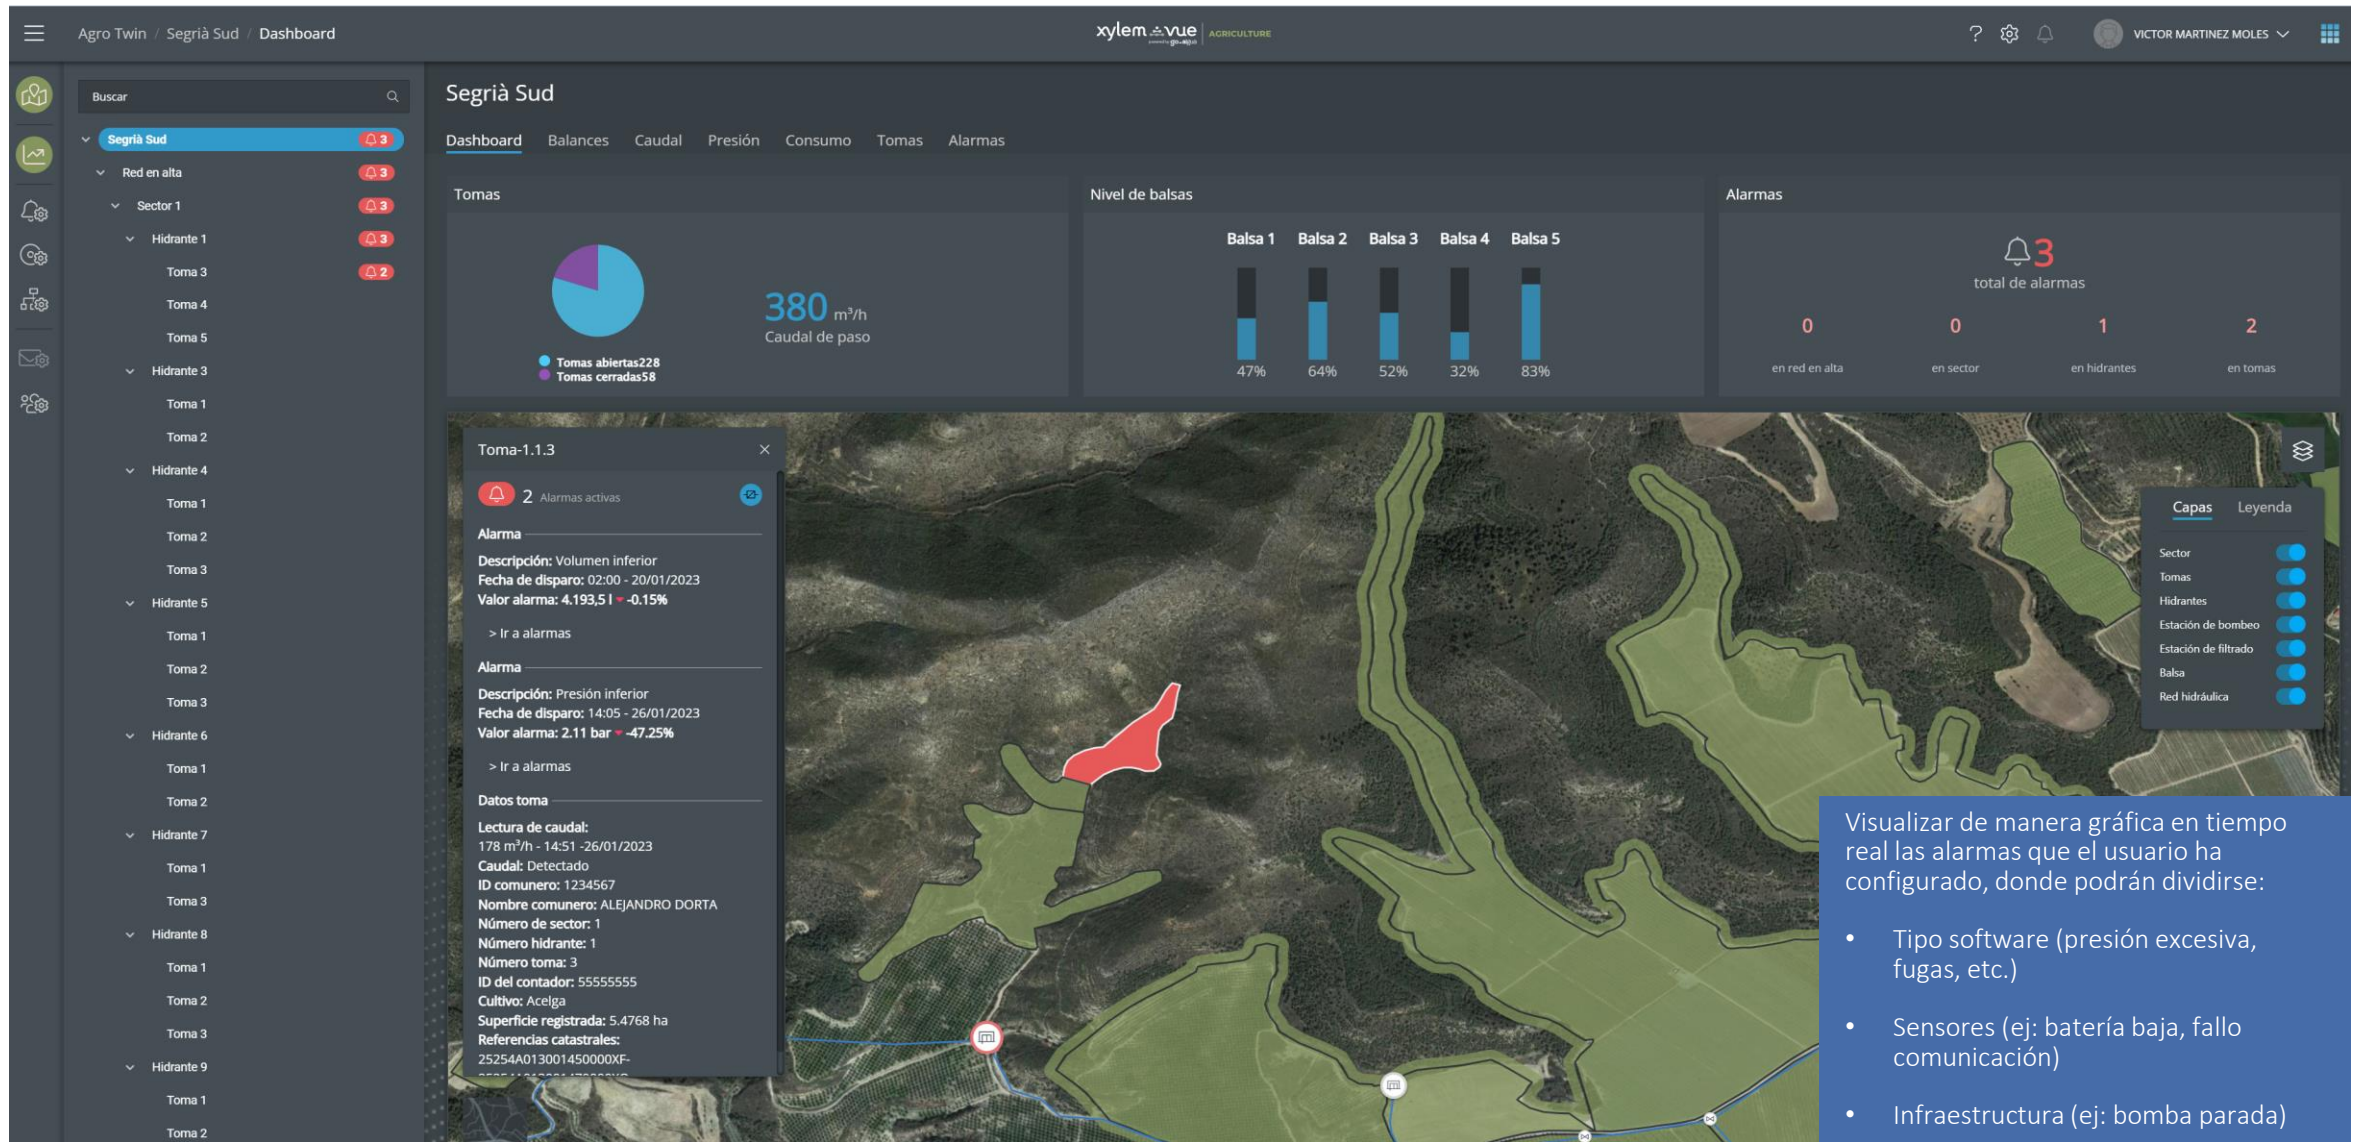 Agro Twin / Segrià Sud / Dashboard
xylem vue | AGRICULTURE
VICTOR MARTINEZ MOLES
Buscar
Segrià Sud 3
Red en alta 3
Sector 1 3
Hidrante 1 3
Toma 3 2
Toma 4
Toma 5
Hidrante 3
Toma 1
Toma 2
Hidrante 4
Toma 1
Toma 2
Toma 3
Hidrante 5
Toma 1
Toma 2
Toma 3
Hidrante 6
Toma 1
Toma 2
Hidrante 7
Toma 1
Toma 3
Hidrante 8
Toma 1
Toma 2
Toma 3
Hidrante 9
Toma 1
Toma 2
Segrià Sud
Dashboard Balances Caudal Presión Consumo Tomas Alarmas
Tomas
380 m³/h
Caudal de paso
Tomas abiertas228
Tomas cerradas58
Nivel de balsas
Balsa 1 Balsa 2 Balsa 3 Balsa 4 Balsa 5
47% 64% 52% 32% 83%
Alarmas
3
total de alarmas
0 0 1 2
en red en alta en sector en hidrantes en tomas
Toma-1.1.3 ×
2 Alarmas activas
Alarma
Descripción: Volumen inferior
Fecha de disparo: 02:00 - 20/01/2023
Valor alarma: 4.193,5 l -0.15%
> Ir a alarmas
Alarma
Descripción: Presión inferior
Fecha de disparo: 14:05 - 26/01/2023
Valor alarma: 2.11 bar -47.25%
> Ir a alarmas
Datos toma
Lectura de caudal:
178 m³/h - 14:51 -26/01/2023
Caudal: Detectado
ID comunero: 1234567
Nombre comunero: ALEJANDRO DORTA
Número de sector: 1
Número hidrante: 1
Número toma: 3
ID del contador: 55555555
Cultivo: Acelga
Superficie registrada: 5.4768 ha
Referencias catastrales:
25254A013001450000XF-
Capas Leyenda
Sector
Tomas
Hidrantes
Estación de bombeo
Estación de filtrado
Balsa
Red hidráulica
Visualizar de manera gráfica en tiempo
real las alarmas que el usuario ha
configurado, donde podrán dividirse:
• Tipo software (presión excesiva,
fugas, etc.)
• Sensores (ej: batería baja, fallo
comunicación)
• Infraestructura (ej: bomba parada)